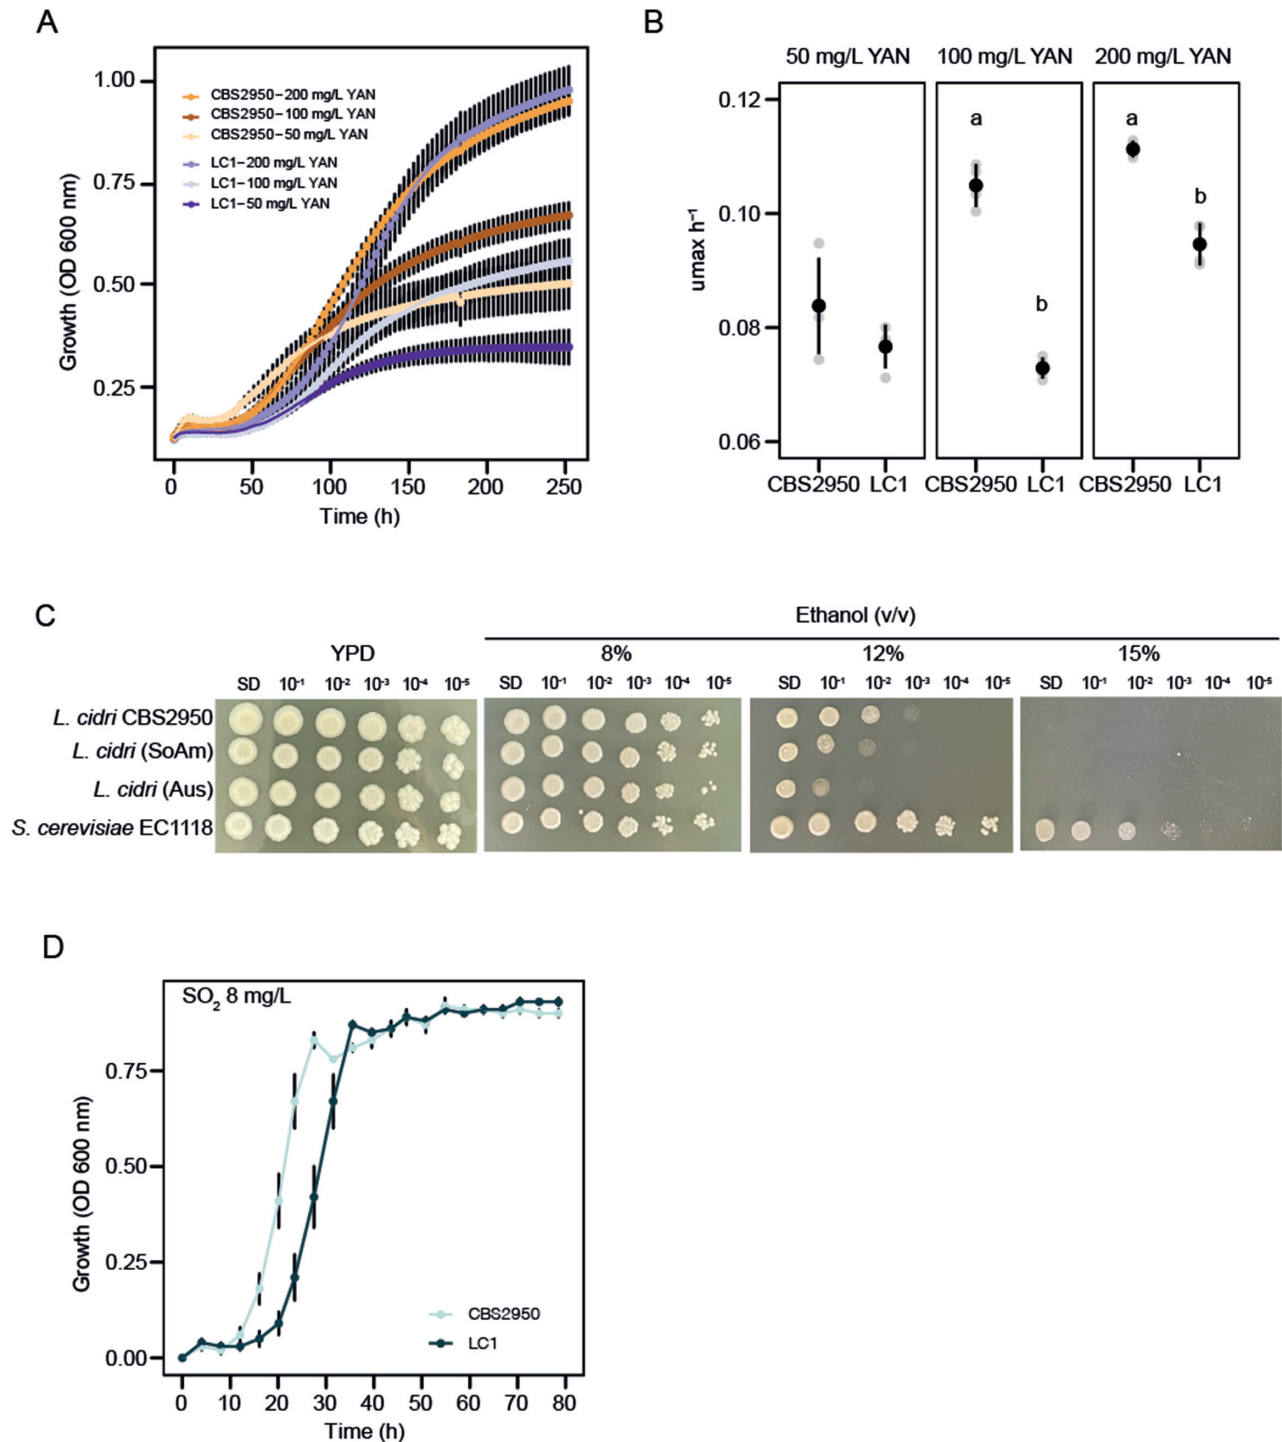 A
1.00
0.75
0.50
0.25
Growth (OD 600 nm)
CBS2950–200 mg/L YAN
CBS2950–100 mg/L YAN
CBS2950–50 mg/L YAN
LC1–200 mg/L YAN
LC1–100 mg/L YAN
LC1–50 mg/L YAN
0 50 100 150 200 250
Time (h)
B
50 mg/L YAN 100 mg/L YAN 200 mg/L YAN
0.12
0.10
0.08
0.06
umax h⁻¹
a
b
a
b
CBS2950 LC1 CBS2950 LC1 CBS2950 LC1
C
Ethanol (v/v)
YPD 8% 12% 15%
SD 10⁻¹ 10⁻² 10⁻³ 10⁻⁴ 10⁻⁵ SD 10⁻¹ 10⁻² 10⁻³ 10⁻⁴ 10⁻⁵ SD 10⁻¹ 10⁻² 10⁻³ 10⁻⁴ 10⁻⁵ SD 10⁻¹ 10⁻² 10⁻³ 10⁻⁴ 10⁻⁵
L. cidri CBS2950
L. cidri (SoAm)
L. cidri (Aus)
S. cerevisiae EC1118
D
SO₂ 8 mg/L
0.75
0.50
0.25
0.00
Growth (OD 600 nm)
CBS2950
LC1
0 10 20 30 40 50 60 70 80
Time (h)